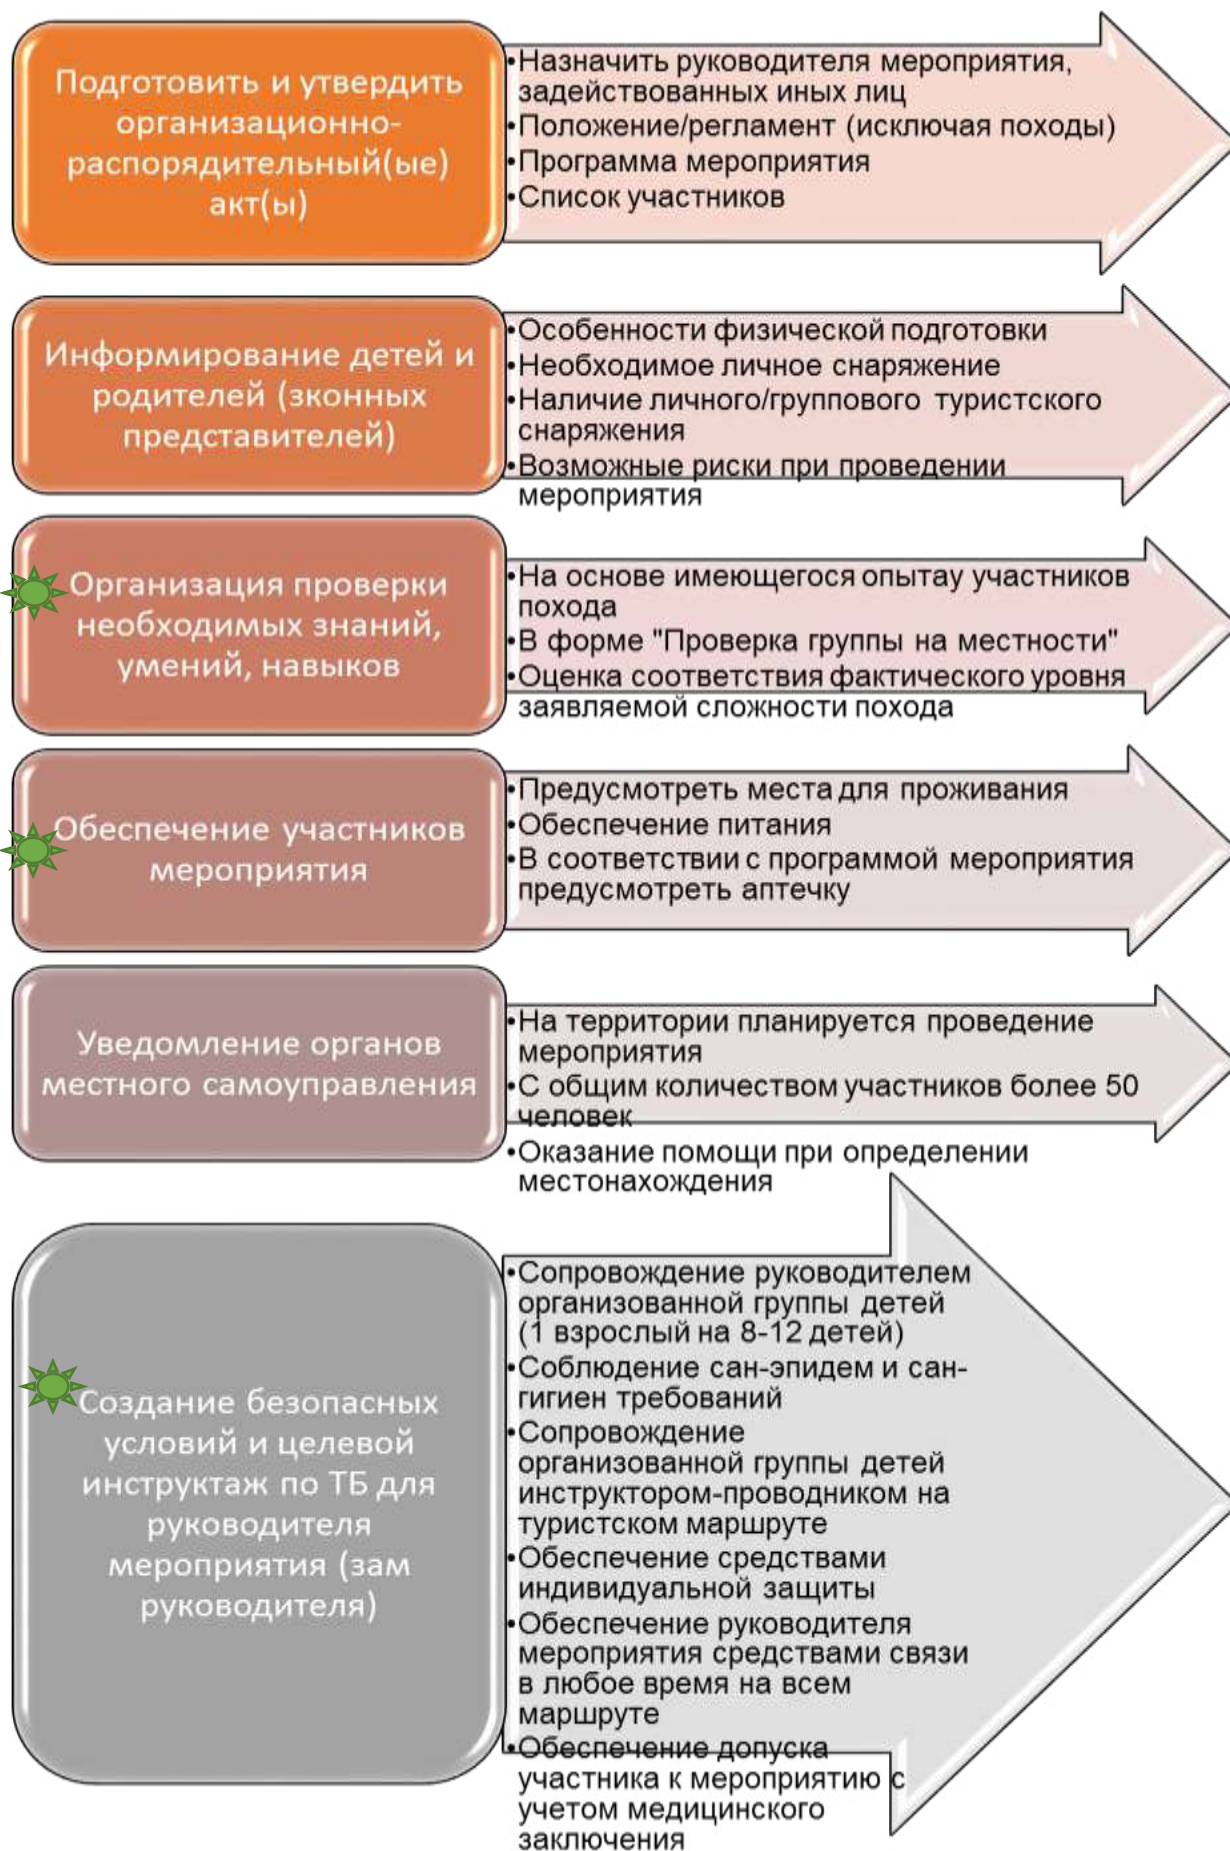 Подготовить и утвердить
организационно-
распорядительный(ые)
акт(ы)
•Назначить руководителя мероприятия,
задействованных иных лиц
•Положение/регламент (исключая походы)
•Программа мероприятия
•Список участников
Информирование детей и
родителей (зконных
представителей)
•Особенности физической подготовки
•Необходимое личное снаряжение
•Наличие личного/группового туристского
снаряжения
•Возможные риски при проведении
мероприятия
Организация проверки
необходимых знаний,
умений, навыков
•На основе имеющегося опытау участников
похода
•В форме "Проверка группы на местности"
•Оценка соответствия фактического уровня
заявляемой сложности похода
Обеспечение участников
мероприятия
•Предусмотреть места для проживания
•Обеспечение питания
•В соответствии с программой мероприятия
предусмотреть аптечку
Уведомление органов
местного самоуправления
•На территории планируется проведение
мероприятия
•С общим количеством участников более 50
человек
•Оказание помощи при определении
местонахождения
Создание безопасных
условий и целевой
инструктаж по ТБ для
руководителя
мероприятия (зам
руководителя)
•Сопровождение руководителем
организованной группы детей
(1 взрослый на 8-12 детей)
•Соблюдение сан-эпидем и сан-
гигиен требований
•Сопровождение
организованной группы детей
инструктором-проводником на
туристском маршруте
•Обеспечение средствами
индивидуальной защиты
•Обеспечение руководителя
мероприятия средствами связи
в любое время на всем
маршруте
•Обеспечение допуска
участника к мероприятию с
учетом медицинского
заключения